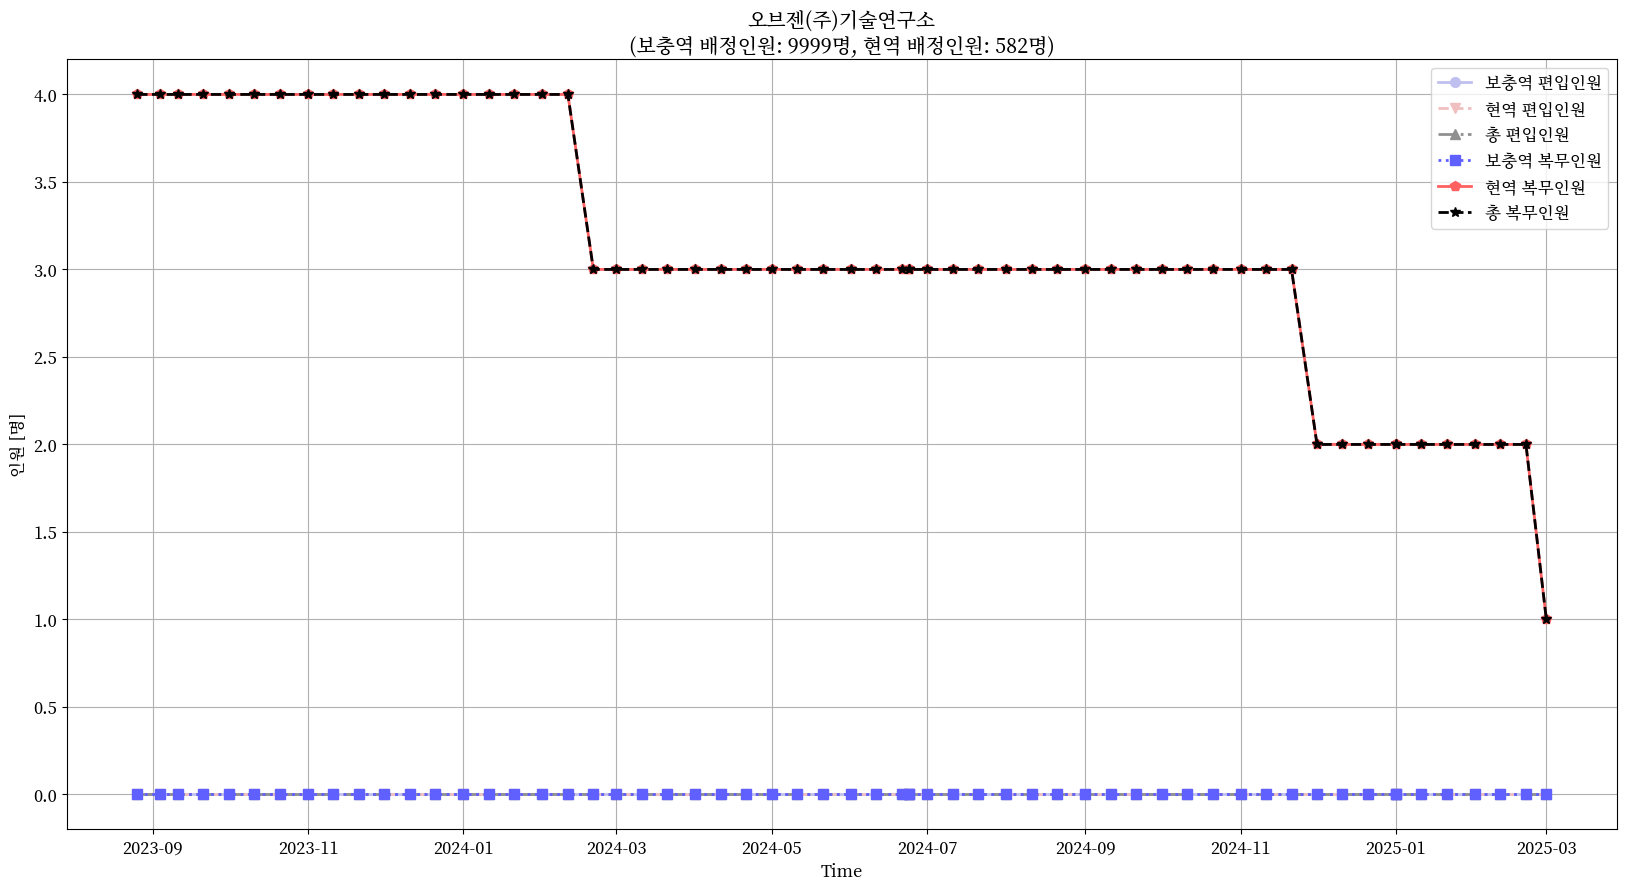 오브젠(주)기술연구소
(보충역 배정인원: 9999명, 현역 배정인원: 582명)
4.0
3.5
3.0
2.5
2.0
1.5
1.0
0.5
0.0
인원 [명]
보충역 편입인원
현역 편입인원
총 편입인원
보충역 복무인원
현역 복무인원
총 복무인원
2023-09
2023-11
2024-01
2024-03
2024-05
2024-07
2024-09
2024-11
2025-01
2025-03
Time